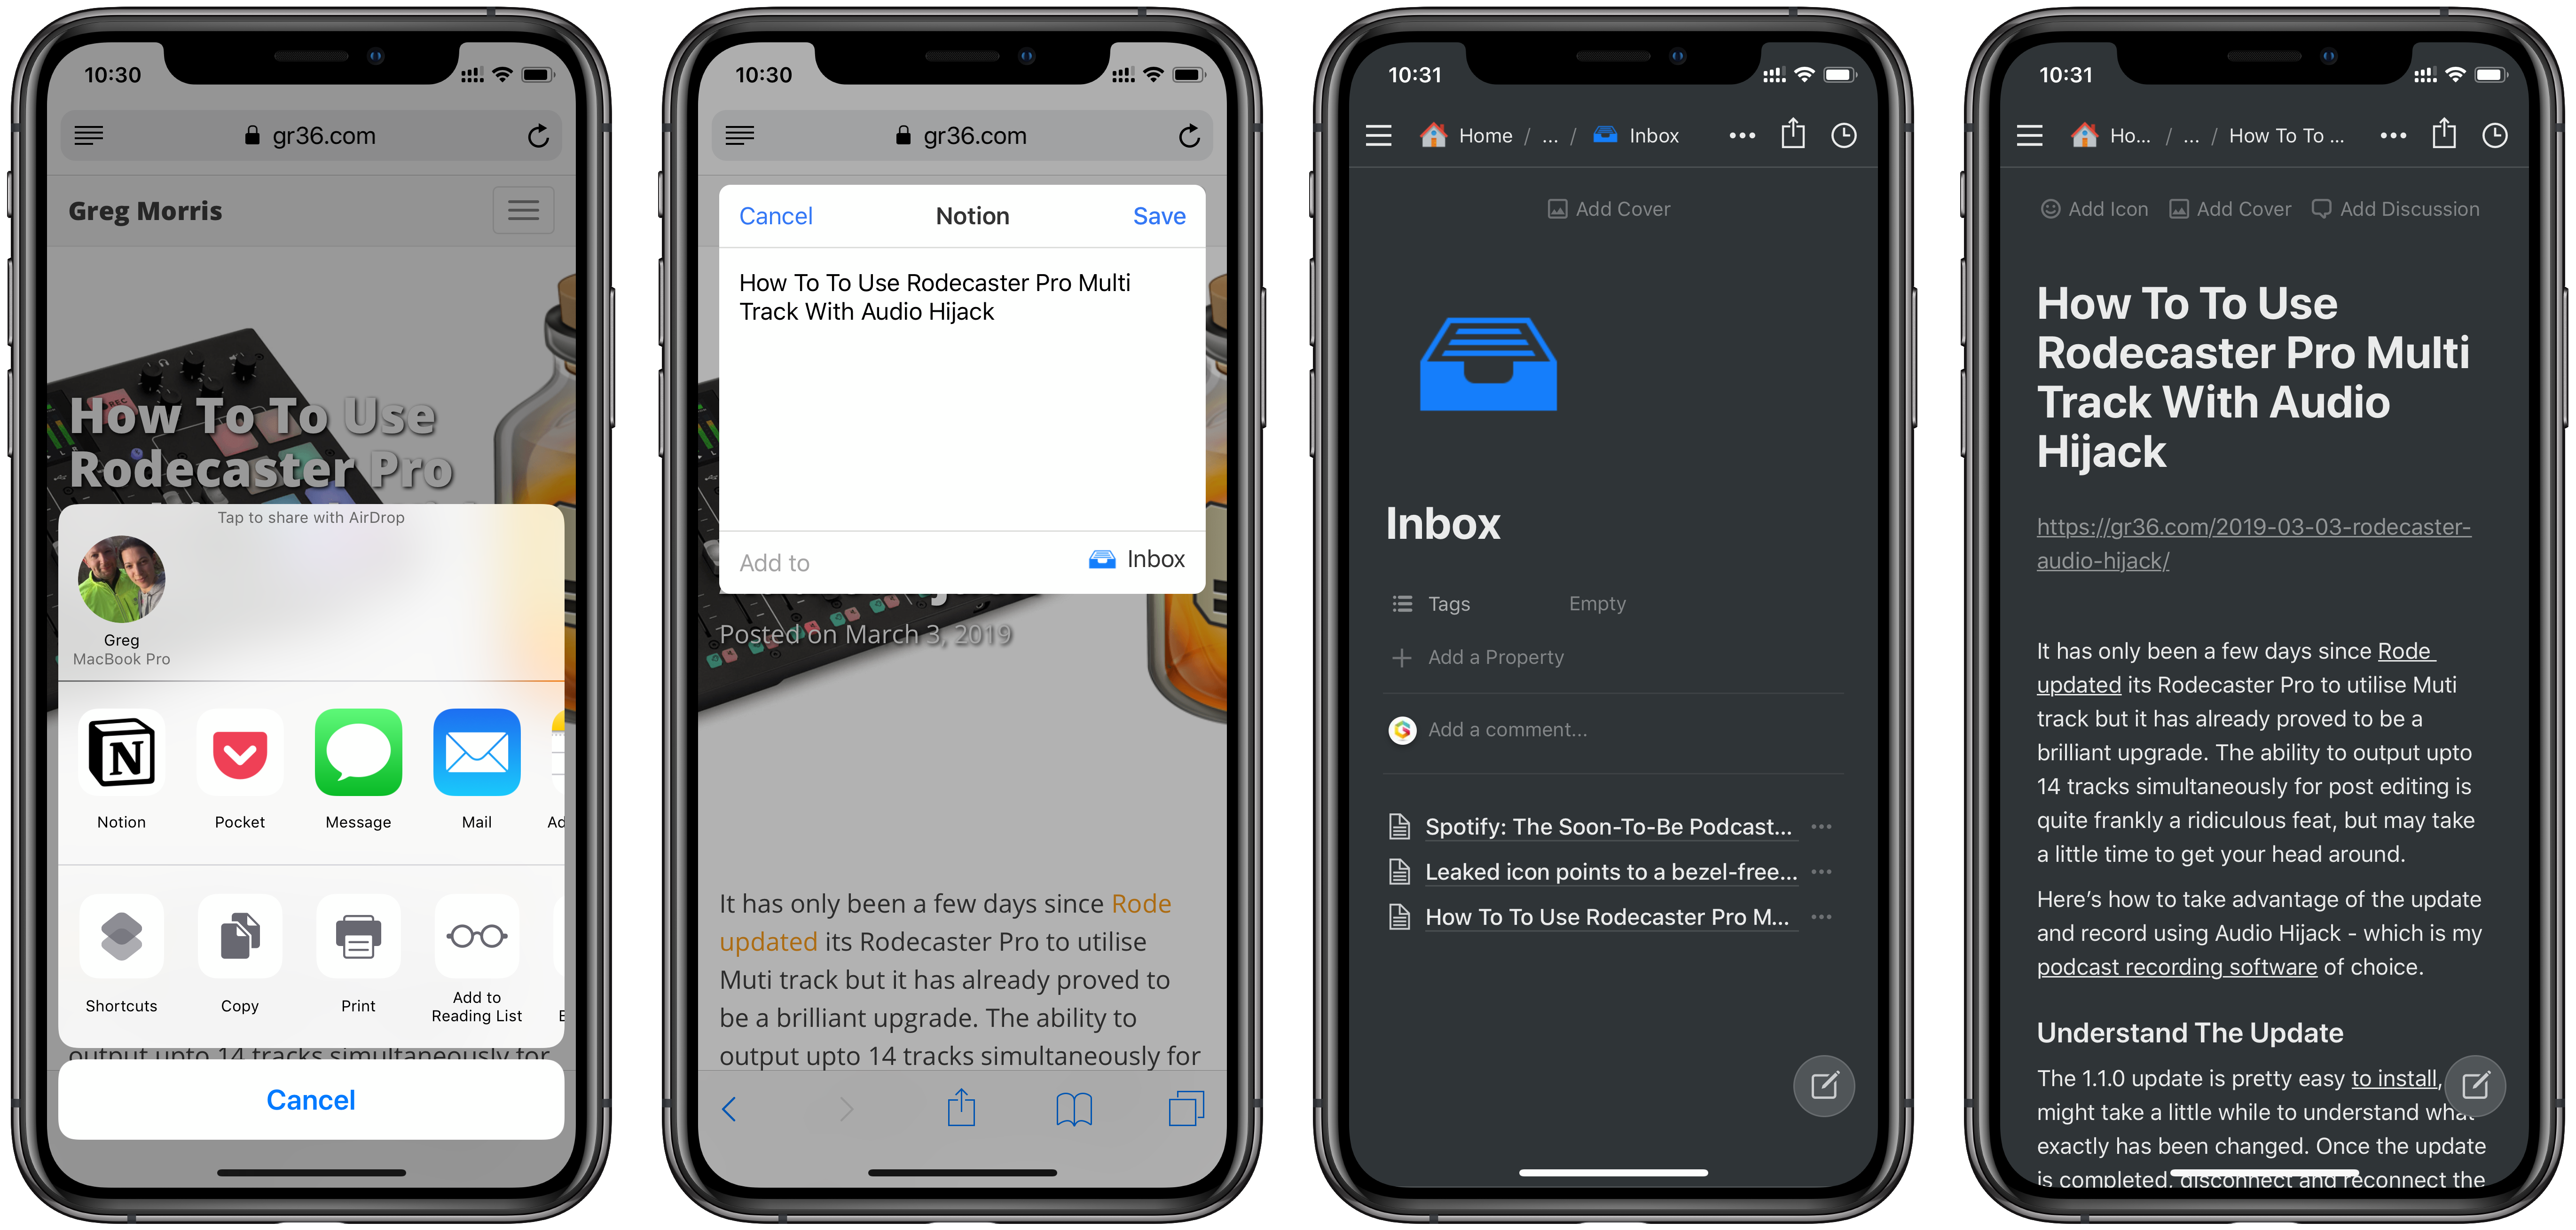 10:30
gr36.com
Greg Morris
How To To Use
Rodecaster Pro
Tap to share with AirDrop
Greg
MacBook Pro
N
Notion
Pocket
Message
Mail
Ad
Shortcuts
Copy
Print
Add to
Reading List
E
output upto 14 tracks simultaneously for
Cancel
10:30
gr36.com
Cancel
Notion
Save
How To To Use Rodecaster Pro Multi
Track With Audio Hijack
Add to
Inbox
Posted on March 3, 2019
It has only been a few days since Rode
updated its Rodecaster Pro to utilise
Muti track but it has already proved to
be a brilliant upgrade. The ability to
output upto 14 tracks simultaneously for
10:31
Home / ... / Inbox
Add Cover
Inbox
Tags Empty
Add a Property
Add a comment...
Spotify: The Soon-To-Be Podcast...
Leaked icon points to a bezel-free...
How To To Use Rodecaster Pro M...
10:31
Ho... / ... / How To To ...
Add Icon Add Cover Add Discussion
How To To Use
Rodecaster Pro Multi
Track With Audio
Hijack
https://gr36.com/2019-03-03-rodecaster-
audio-hijack/
It has only been a few days since Rode
updated its Rodecaster Pro to utilise Muti
track but it has already proved to be a
brilliant upgrade. The ability to output upto
14 tracks simultaneously for post editing is
quite frankly a ridiculous feat, but may take
a little time to get your head around.
Here’s how to take advantage of the update
and record using Audio Hijack - which is my
podcast recording software of choice.
Understand The Update
The 1.1.0 update is pretty easy to install,
might take a little while to understand what
exactly has been changed. Once the update
is completed, disconnect and reconnect the